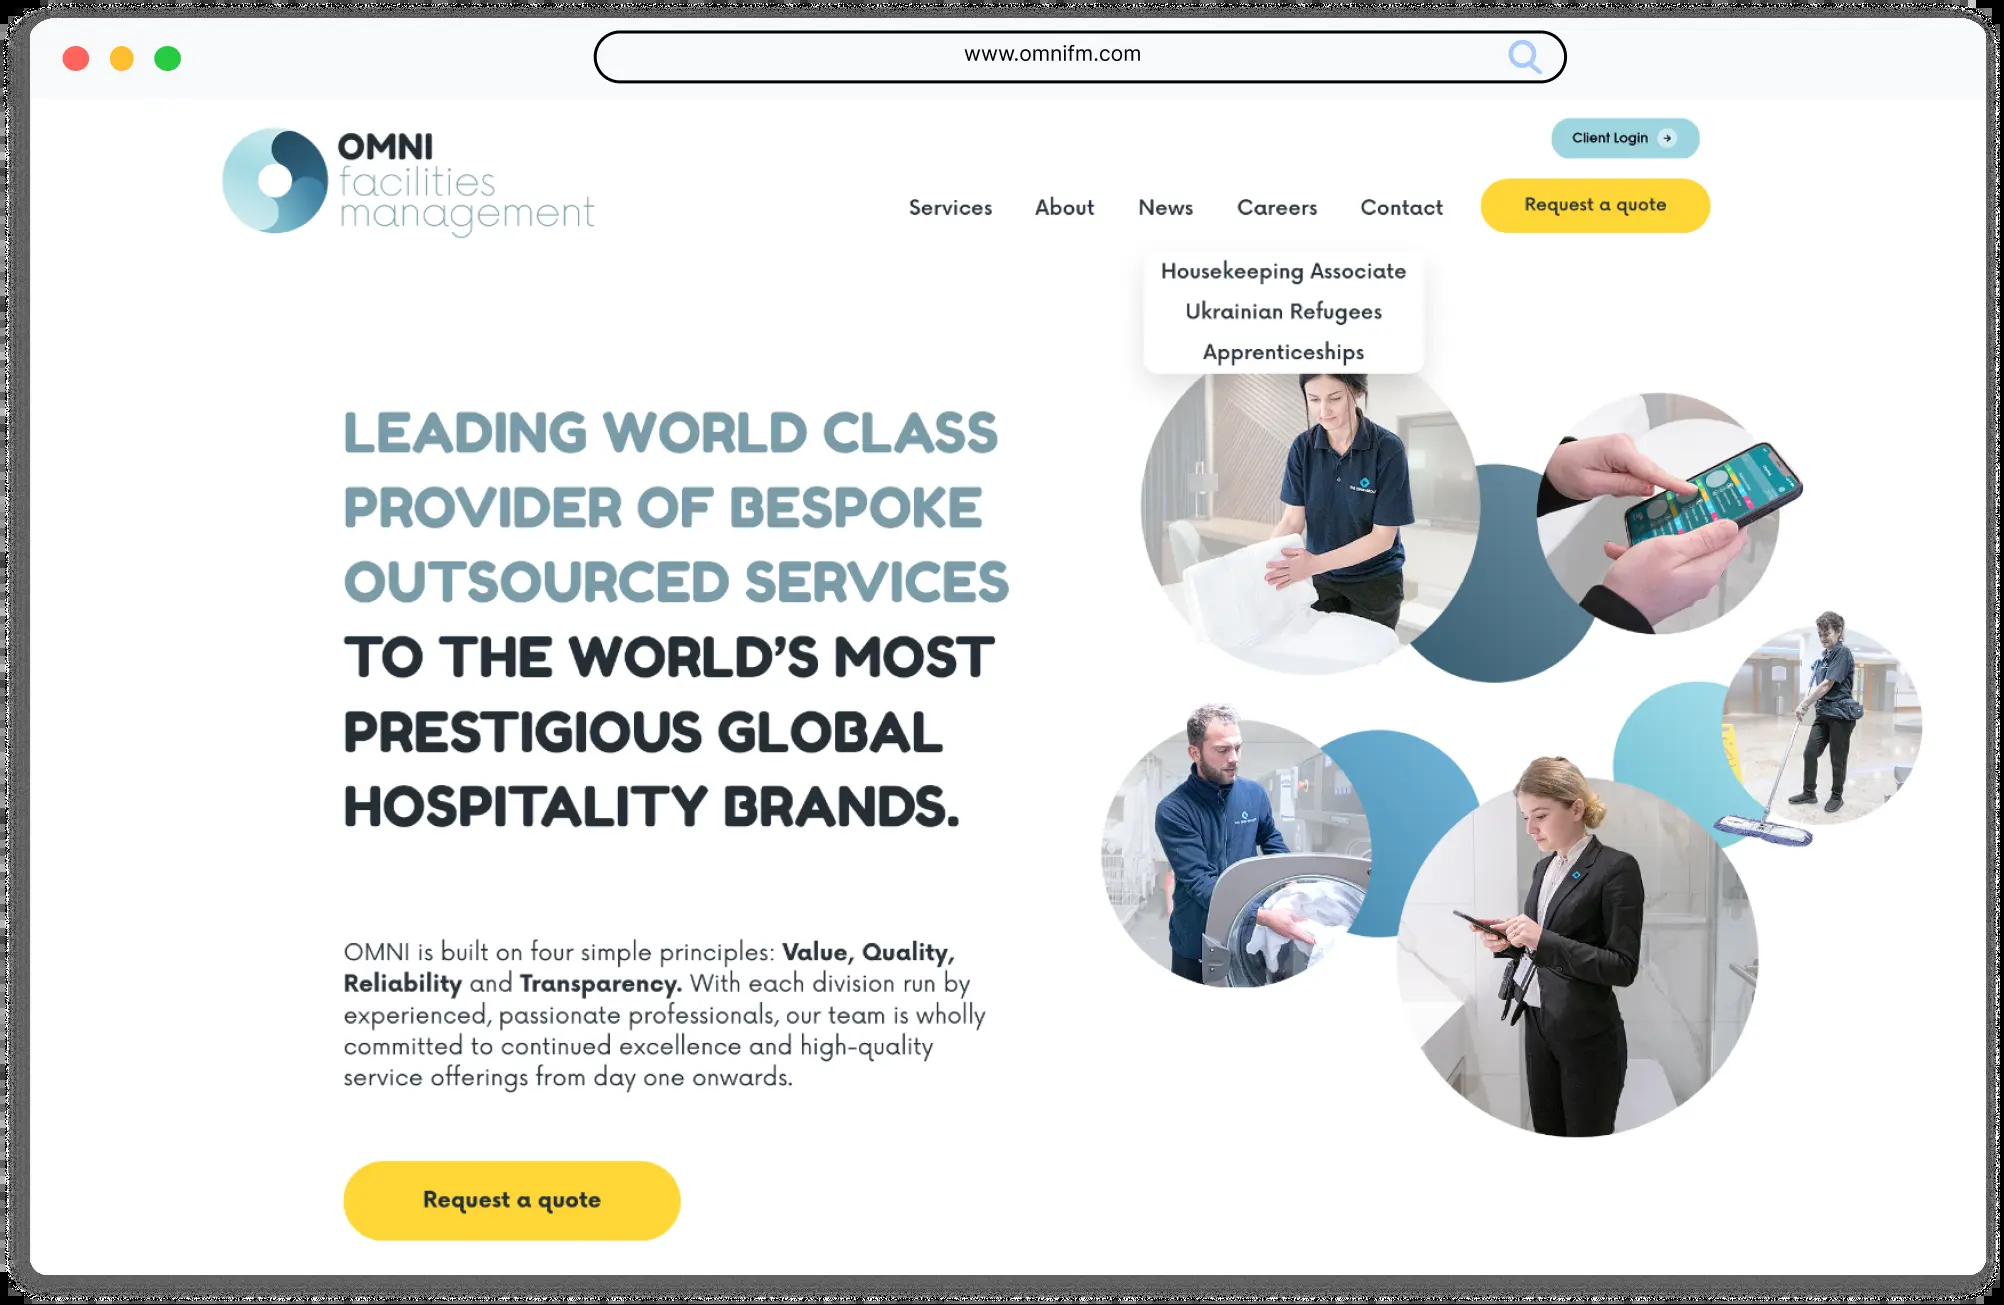 www.omnifm.com
Client Login
OMNI
facilities
management
Services About News Careers Contact Request a quote
Housekeeping Associate
Ukrainian Refugees
Apprenticeships
LEADING WORLD CLASS
PROVIDER OF BESPOKE
OUTSOURCED SERVICES
TO THE WORLD’S MOST
PRESTIGIOUS GLOBAL
HOSPITALITY BRANDS.
OMNI is built on four simple principles: Value, Quality,
Reliability and Transparency. With each division run by
experienced, passionate professionals, our team is wholly
committed to continued excellence and high-quality
service offerings from day one onwards.
Request a quote